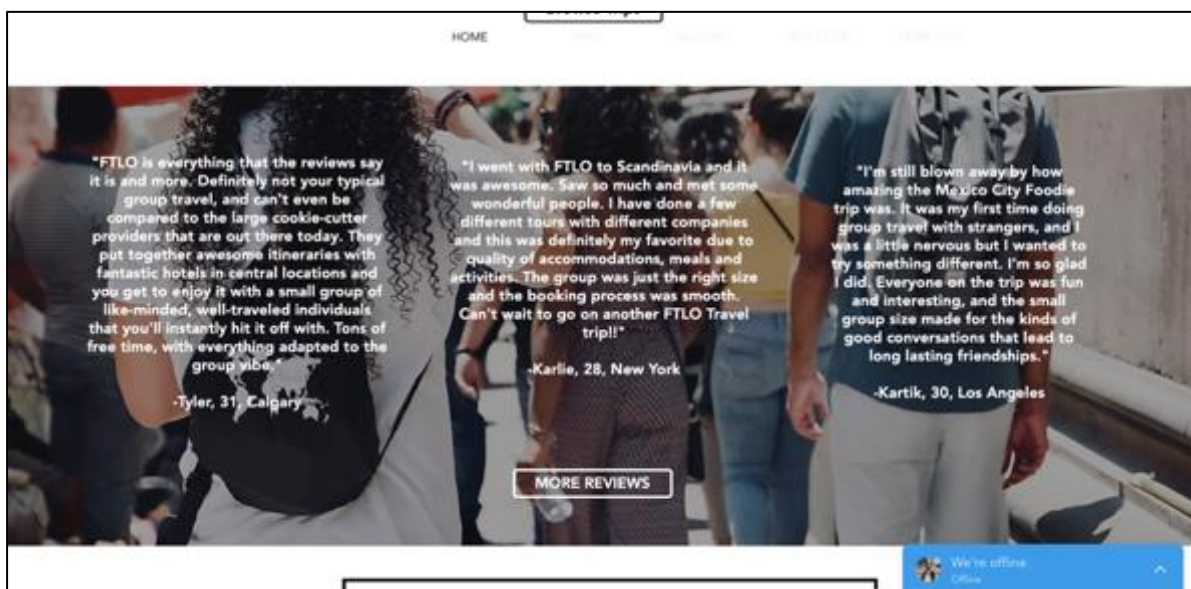 HOME
"FTLO is everything that the reviews say
it is and more. Definitely not your typical
group travel, and can't even be
compared to the large cookie-cutter
providers that are out there today. They
put together awesome itineraries with
fantastic hotels in central locations and
you get to enjoy it with a small group of
like-minded, well-traveled individuals
that you'll instantly hit it off with. Tons of
free time, with everything adapted to the
group vibe."
-Tyler, 31, Calgary
"I went with FTLO to Scandinavia and it
was awesome. Saw so much and met some
wonderful people. I have done a few
different tours with different companies
and this was definitely my favorite due to
quality of accommodations, meals and
activities. The group was just the right size
and the booking process was smooth.
Can't wait to go on another FTLO Travel
trip!!"
-Karlie, 28, New York
"I'm still blown away by how
amazing the Mexico City Foodie
trip was. It was my first time doing
group travel with strangers, and I
was a little nervous but I wanted to
try something different. I'm so glad
I did. Everyone on the trip was fun
and interesting, and the small
group size made for the kinds of
good conversations that lead to
long lasting friendships."
-Kartik, 30, Los Angeles
MORE REVIEWS
We're offline
Offline